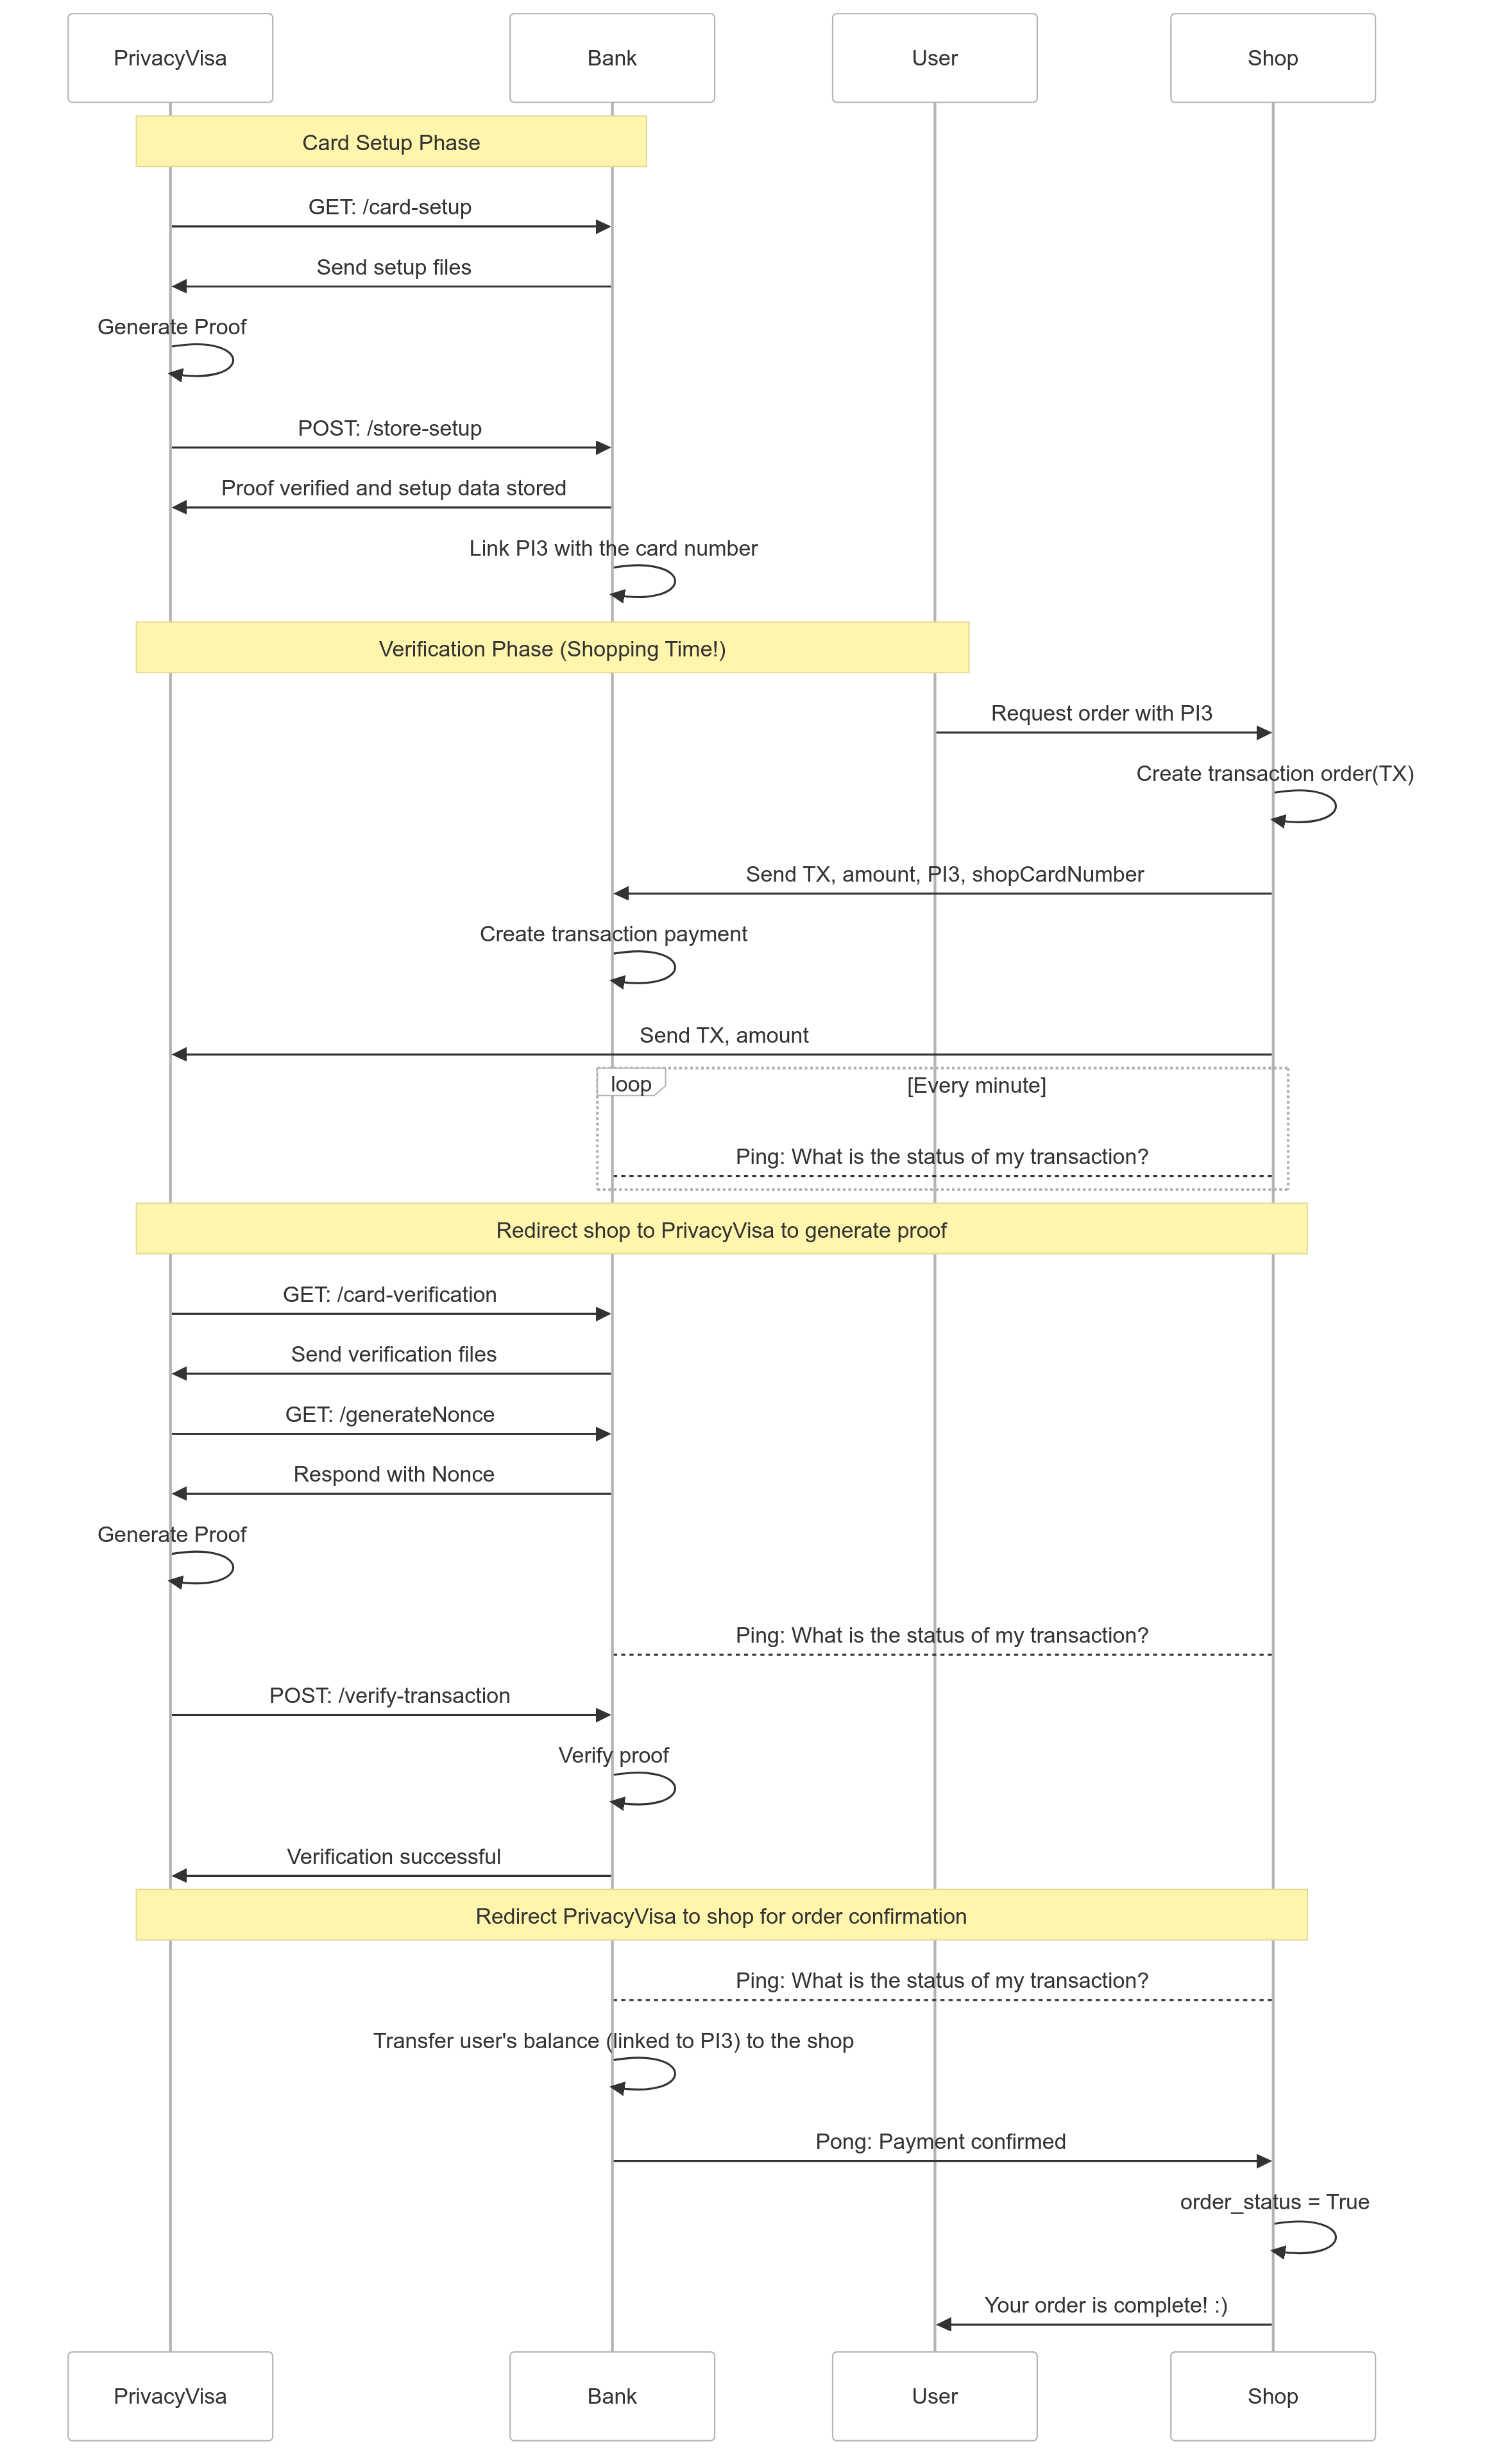 PrivacyVisa
Bank
User
Shop
Card Setup Phase
GET: /card-setup
Send setup files
Generate Proof
POST: /store-setup
Proof verified and setup data stored
Link PI3 with the card number
Verification Phase (Shopping Time!)
Request order with PI3
Create transaction order(TX)
Send TX, amount, PI3, shopCardNumber
Create transaction payment
Send TX, amount
loop
[Every minute]
Ping: What is the status of my transaction?
Redirect shop to PrivacyVisa to generate proof
GET: /card-verification
Send verification files
GET: /generateNonce
Respond with Nonce
Generate Proof
Ping: What is the status of my transaction?
POST: /verify-transaction
Verify proof
Verification successful
Redirect PrivacyVisa to shop for order confirmation
Ping: What is the status of my transaction?
Transfer user's balance (linked to PI3) to the shop
Pong: Payment confirmed
order_status = True
Your order is complete! :)
PrivacyVisa
Bank
User
Shop